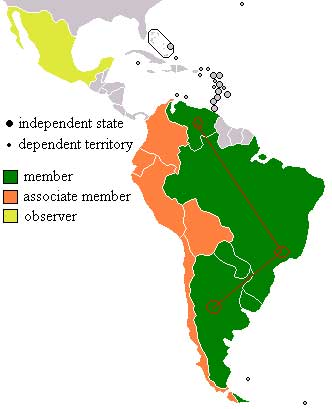 independent state
dependent territory
member
associate member
observer